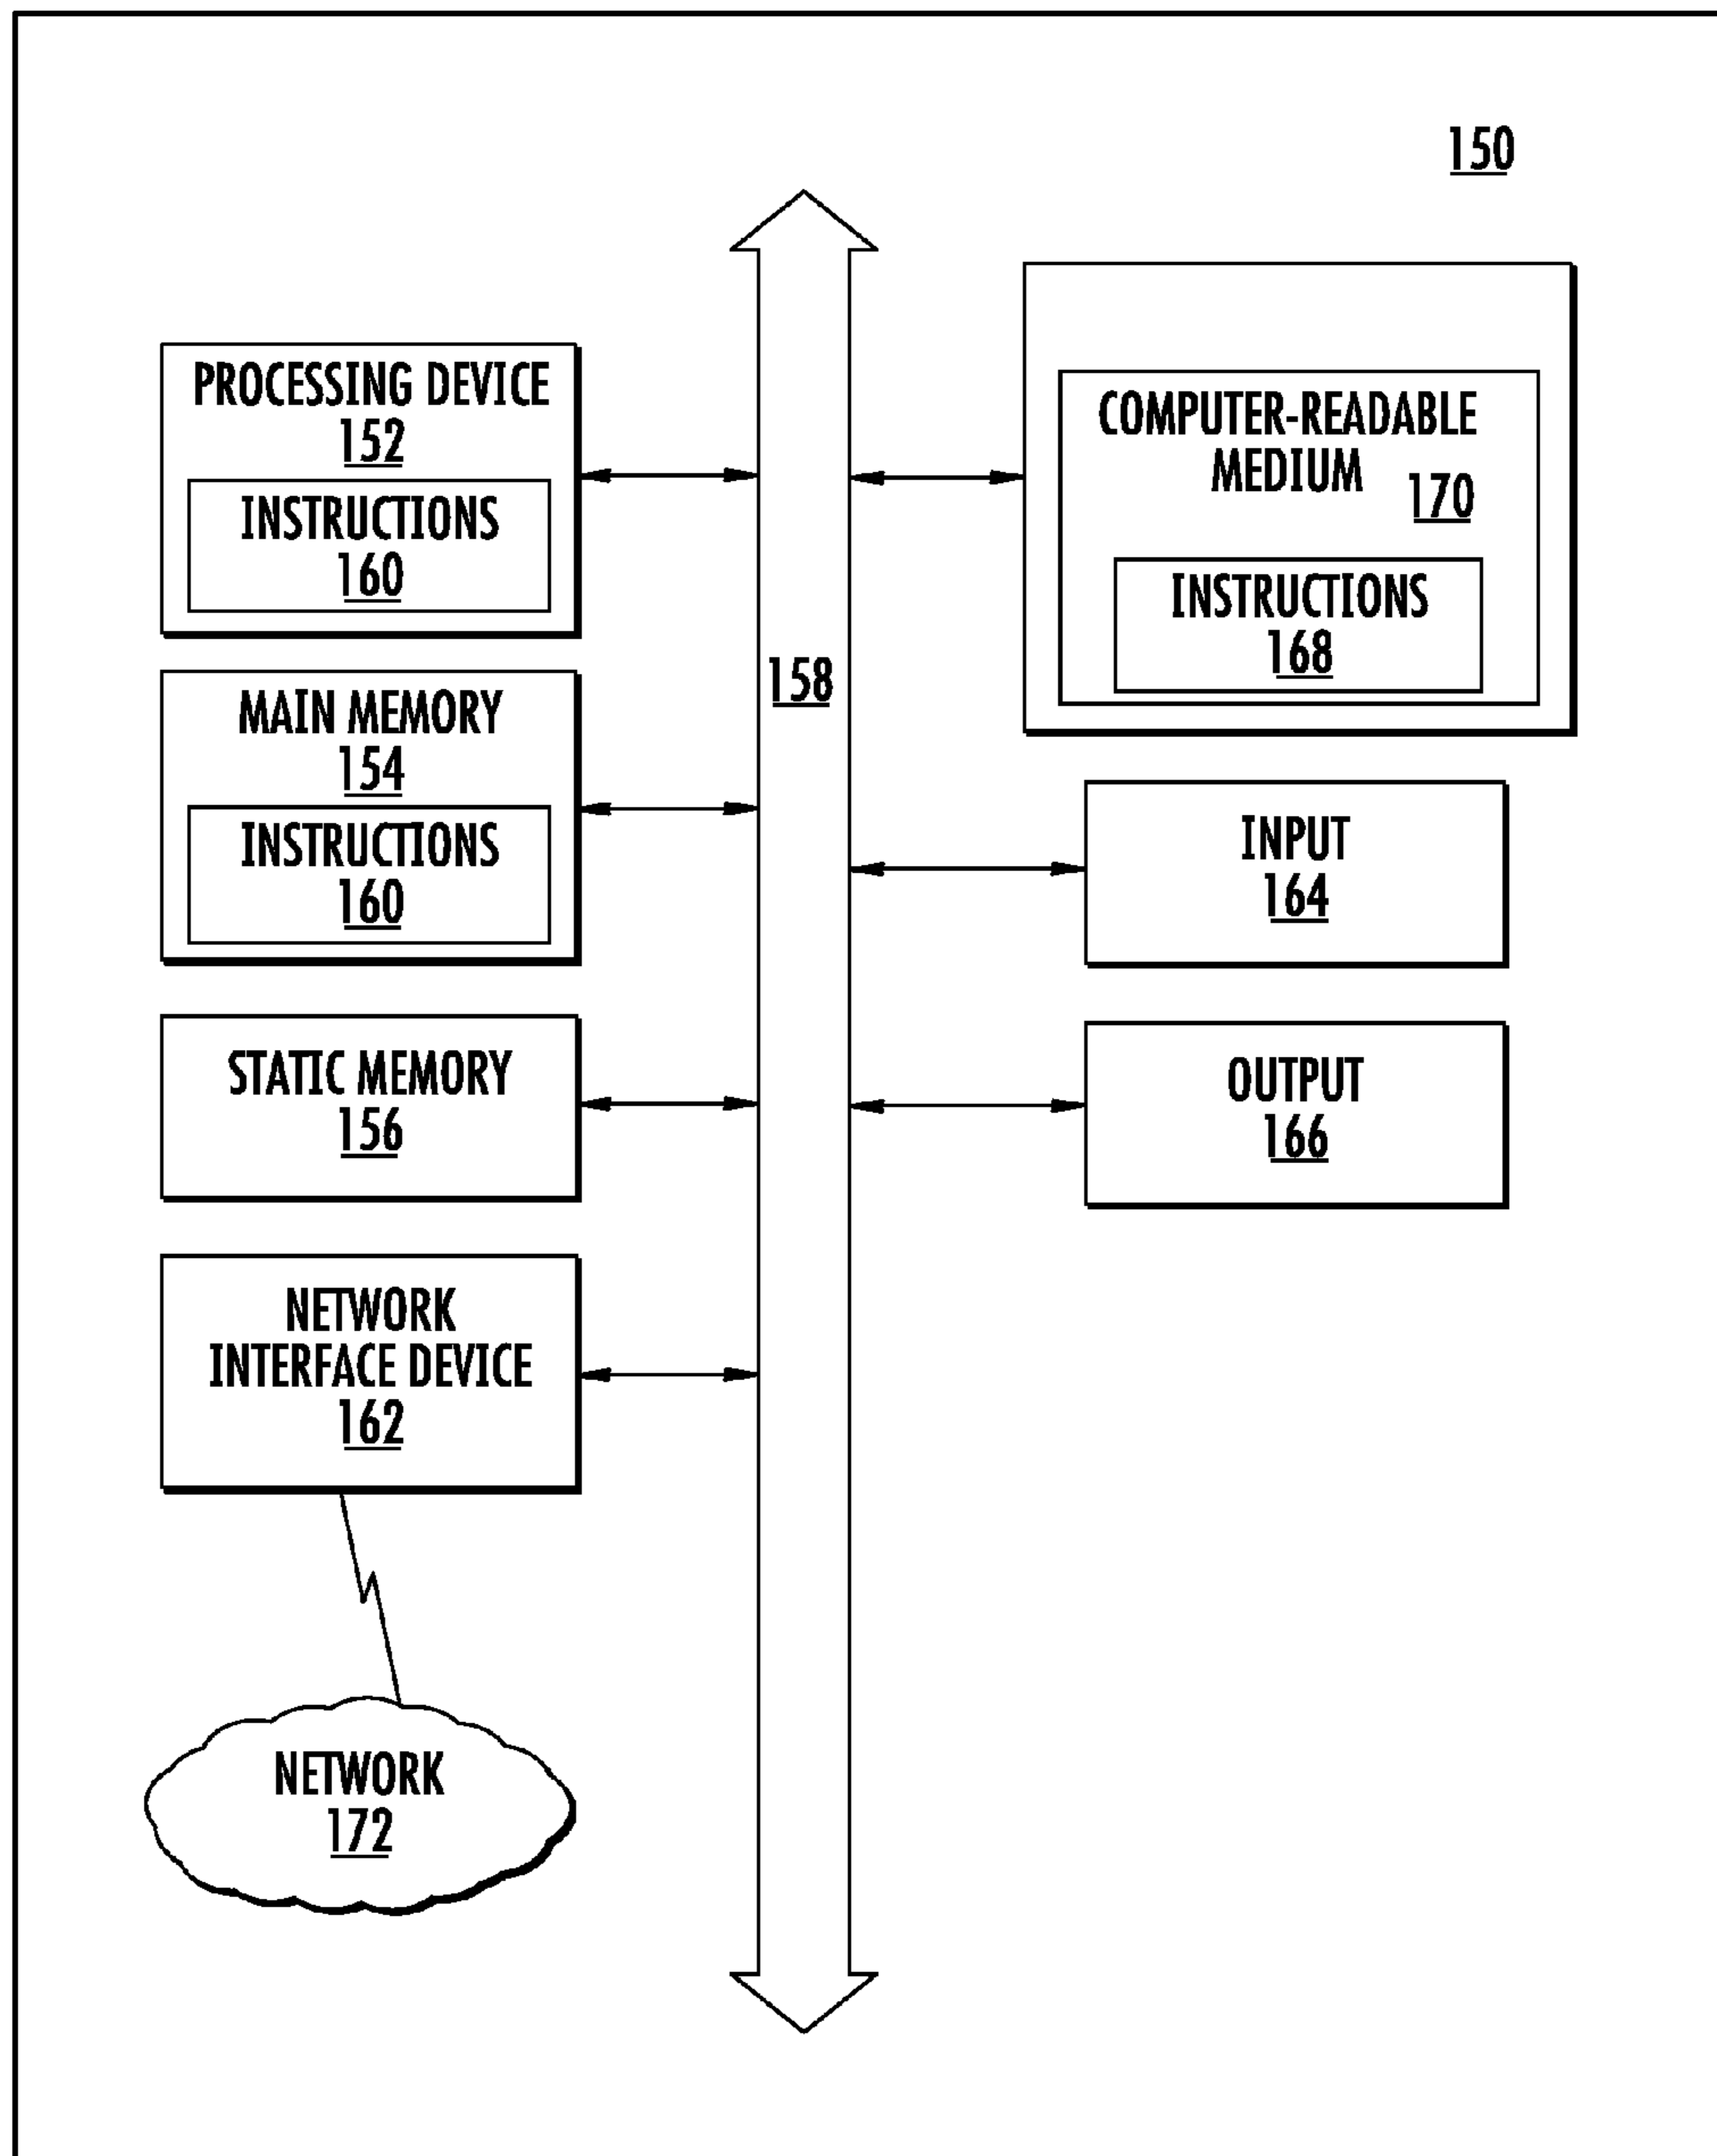 150
PROCESSING DEVICE
152
INSTRUCTIONS
160
MAIN MEMORY
154
INSTRUCTIONS
160
STATIC MEMORY
156
NETWORK
INTERFACE DEVICE
162
NETWORK
172
158
COMPUTER-READABLE
MEDIUM
170
INSTRUCTIONS
168
INPUT
164
OUTPUT
166